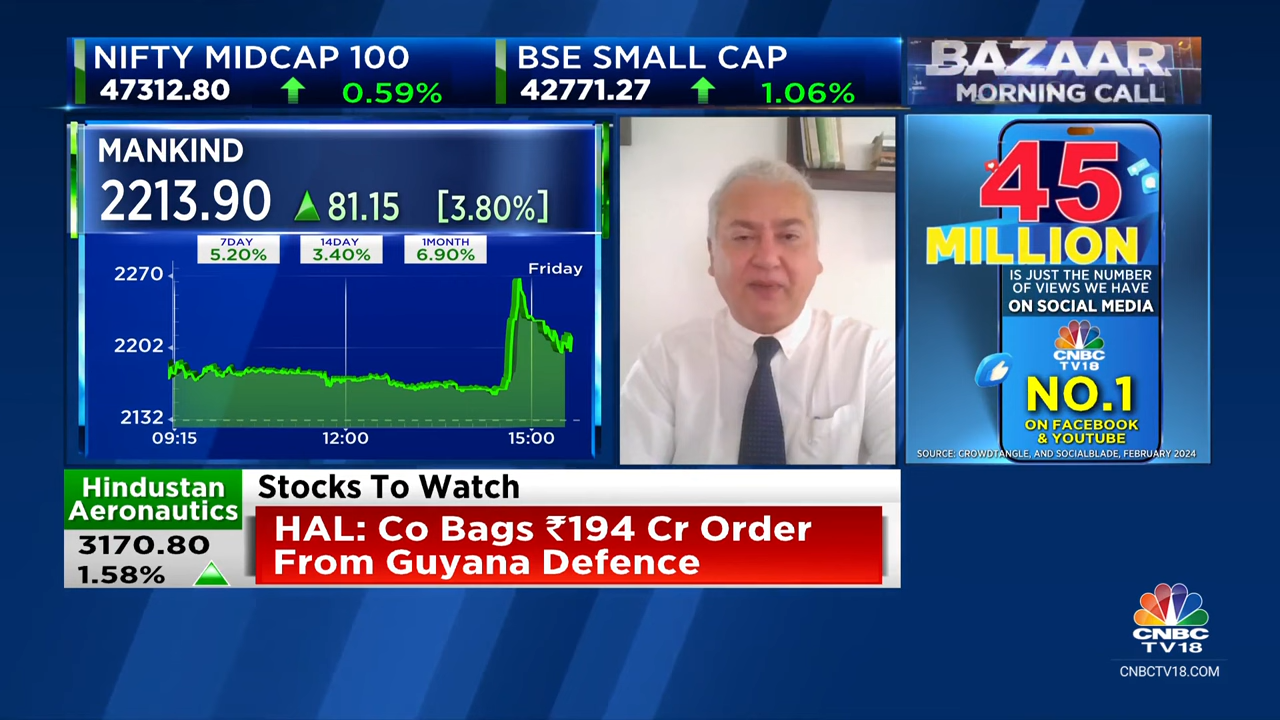 NIFTY MIDCAP 100
47312.80 0.59%
BSE SMALL CAP
42771.27 1.06%
BAZAAR
MORNING CALL
MANKIND
2213.90 81.15 [3.80%]
7DAY
5.20%
14DAY
3.40%
1MONTH
6.90%
Friday
2270
2202
2132
09:15 12:00 15:00
45
MILLION
IS JUST THE NUMBER
OF VIEWS WE HAVE
ON SOCIAL MEDIA
CNBC
TV18
NO.1
ON FACEBOOK
& YOUTUBE
SOURCE: CROWDTANGLE, AND SOCIALBLADE, FEBRUARY 2024
Hindustan
Aeronautics
3170.80
1.58%
Stocks To Watch
HAL: Co Bags ₹194 Cr Order
From Guyana Defence
CNBC
TV18
CNBCTV18.COM